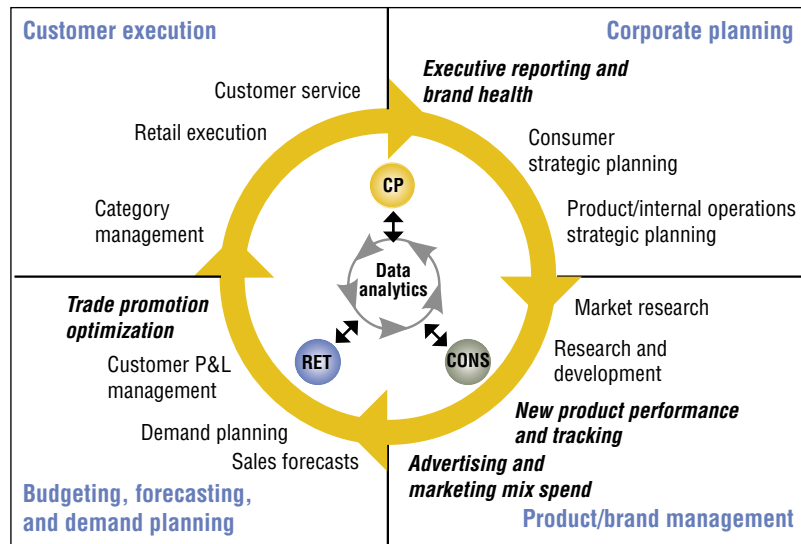 Customer execution
Corporate planning
Customer service
Retail execution
Category
management
Executive reporting and
brand health
Consumer
strategic planning
Product/internal operations
strategic planning
CP
Data
analytics
RET
CONS
Trade promotion
optimization
Customer P&L
management
Demand planning
Sales forecasts
Budgeting, forecasting,
and demand planning
Market research
Research and
development
New product performance
and tracking
Advertising and
marketing mix spend
Product/brand management